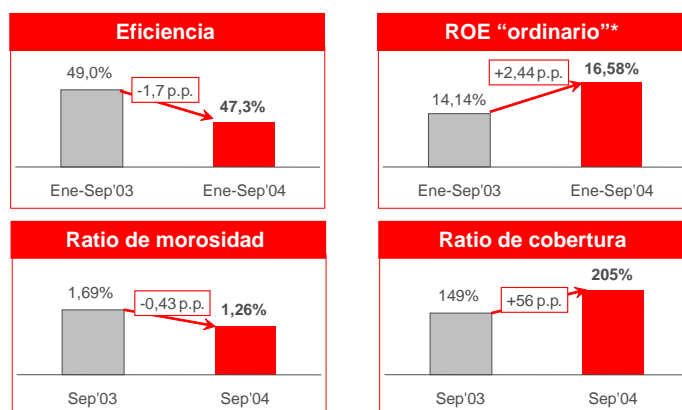 Eficiencia
49,0%
-1,7 p.p.
47,3%
Ene-Sep'03
Ene-Sep'04
ROE “ordinario”*
14,14%
+2,44 p.p.
16,58%
Ene-Sep'03
Ene-Sep'04
Ratio de morosidad
1,69%
-0,43 p.p.
1,26%
Sep'03
Sep'04
Ratio de cobertura
149%
+56 p.p.
205%
Sep'03
Sep'04